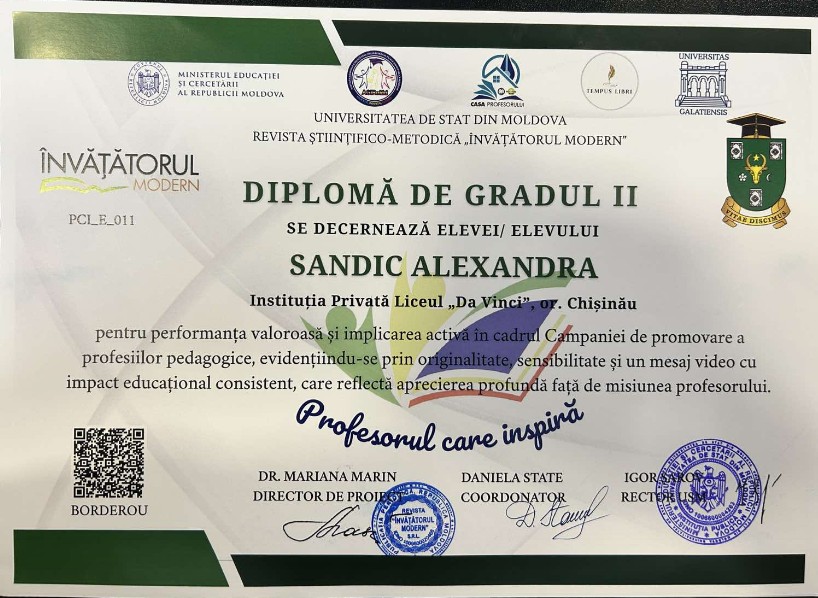 MINISTERUL EDUCAȚIEI
ȘI CERCETĂRII
AL REPUBLICII MOLDOVA
CASA PROFESORULUI
TEMPUS LIBRI
UNIVERSITAS
GALATIENSIS
UNIVERSITATEA DE STAT DIN MOLDOVA
REVISTA ȘTIINȚIFICO-METODICĂ „ÎNVĂȚĂTORUL MODERN”
ÎNVĂȚĂTORUL
MODERN
PCI_E_011
VITAE DISCIMUS
DIPLOMĂ DE GRADUL II
SE DECERNEAZĂ ELEVEI/ ELEVULUI
SANDIC ALEXANDRA
Instituția Privată Liceul „Da Vinci”, or. Chișinău
pentru performanța valoroasă și implicarea activă în cadrul Campaniei de promovare a
profesiilor pedagogice, evidențiindu-se prin originalitate, sensibilitate și un mesaj video cu
impact educațional consistent, care reflectă aprecierea profundă față de misiunea profesorului.
Profesorul care inspiră
BORDEROU
DR. MARIANA MARIN
DIRECTOR DE PROIECT
DANIELA STATE
COORDONATOR
IGOR ȘAROV
RECTOR USM
REVISTA
"ÎNVĂȚĂTORUL
MODERN"
S.R.L.